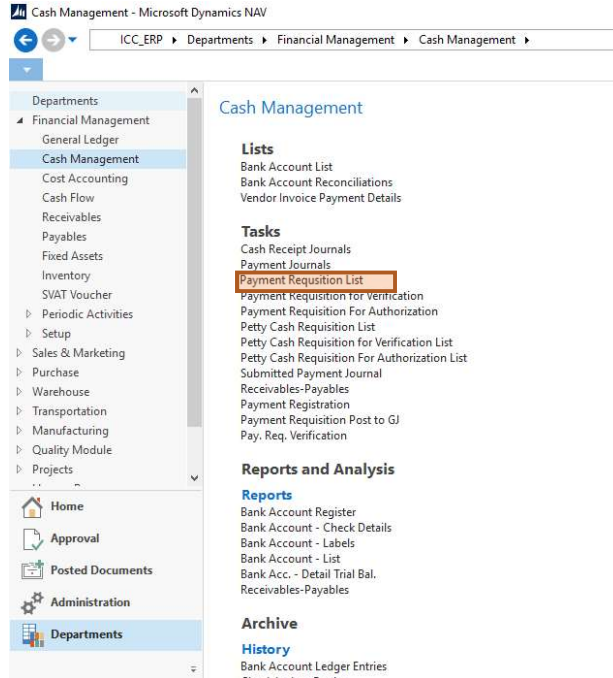 Cash Management - Microsoft Dynamics NAV
ICC_ERP Departments Financial Management Cash Management
Departments
Financial Management
General Ledger
Cash Management
Cost Accounting
Cash Flow
Receivables
Payables
Fixed Assets
Inventory
SVAT Voucher
Periodic Activities
Setup
Sales & Marketing
Purchase
Warehouse
Transportation
Manufacturing
Quality Module
Projects
Home
Approval
Posted Documents
Administration
Departments
Cash Management
Lists
Bank Account List
Bank Account Reconciliations
Vendor Invoice Payment Details
Tasks
Cash Receipt Journals
Payment Journals
Payment Requsition List
Payment Requisition for Verification
Payment Requisition For Authorization
Petty Cash Requisition List
Petty Cash Requisition for Verification List
Petty Cash Requisition For Authorization List
Submitted Payment Journal
Receivables-Payables
Payment Registration
Payment Requisition Post to GJ
Pay. Req. Verification
Reports and Analysis
Reports
Bank Account Register
Bank Account - Check Details
Bank Account - Labels
Bank Account - List
Bank Acc. - Detail Trial Bal.
Receivables-Payables
Archive
History
Bank Account Ledger Entries